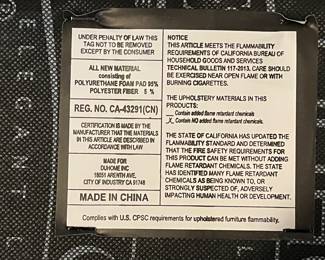 UNDER PENALTY OF LAW THIS
TAG NOT TO BE REMOVED
EXCEPT BY THE CONSUMER
ALL NEW MATERIAL
consisting of
POLYURETHANE FOAM PAD 95%
POLYESTER FIBER 5 %
REG. NO. CA-43291(CN)
CERTIFICATION IS MADE BY THE
MANUFACTURER THAT THE MATERIALS
IN THIS ARTICLE ARE DESCRIBED IN
ACCORDANCE WITH LAW
MADE FOR
DUHOME INC
18051 ARENTH AVE,
CITY OF INDUSTRY CA 91748
MADE IN CHINA
NOTICE
THIS ARTICLE MEETS THE FLAMMABILITY
REQUIREMENTS OF CALIFORNIA BUREAU OF
HOUSEHOLD GOODS AND SERVICES
TECHNICAL BULLETIN 117-2013. CARE SHOULD
BE EXERCISED NEAR OPEN FLAME OR WITH
BURNING CIGARETTES.
THE UPHOLSTERY MATERIALS IN THIS
PRODUCT:
Contain added flame retardant chemicals
X Contain NO added flame retardant chemicals
THE STATE OF CALIFORNIA HAS UPDATED THE
FLAMMABILITY STANDARD AND DETERMINED
THAT THE FIRE SAFETY REQUIREMENTS FOR
THIS PRODUCT CAN BE MET WITHOUT ADDING
FLAME RETARDANT CHEMICALS. THE STATE
HAS IDENTIFIED MANY FLAME RETARDANT
CHEMICALS AS BEING KNOWN TO, OR
STRONGLY SUSPECTED OF, ADVERSELY
IMPACTING HUMAN HEALTH OR DEVELOPMENT.
Complies with U.S. CPSC requirements for upholstered furniture flammability.